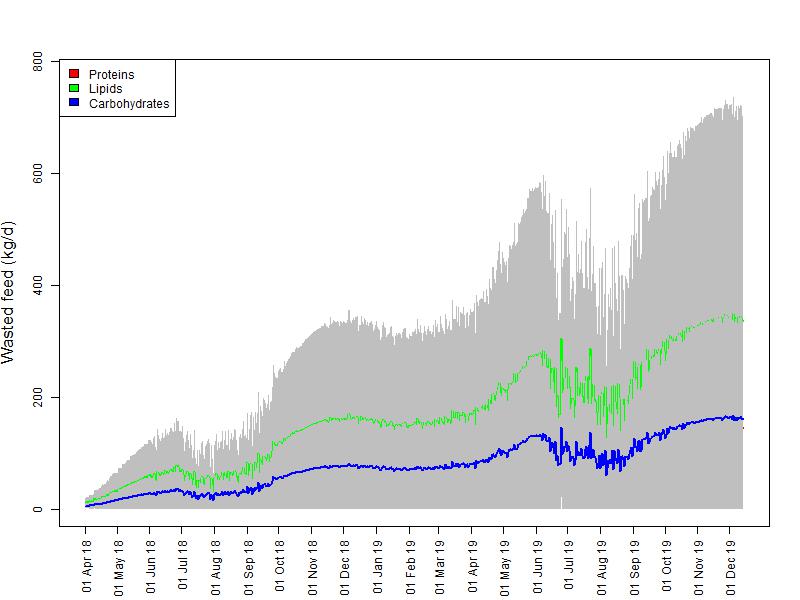 Wasted feed (kg/d)
800
600
400
200
0
Proteins
Lipids
Carbohydrates
01 Apr 18
01 May 18
01 Jun 18
01 Jul 18
01 Aug 18
01 Sep 18
01 Oct 18
01 Nov 18
01 Dec 18
01 Jan 19
01 Feb 19
01 Mar 19
01 Apr 19
01 May 19
01 Jun 19
01 Jul 19
01 Aug 19
01 Sep 19
01 Oct 19
01 Nov 19
01 Dec 19